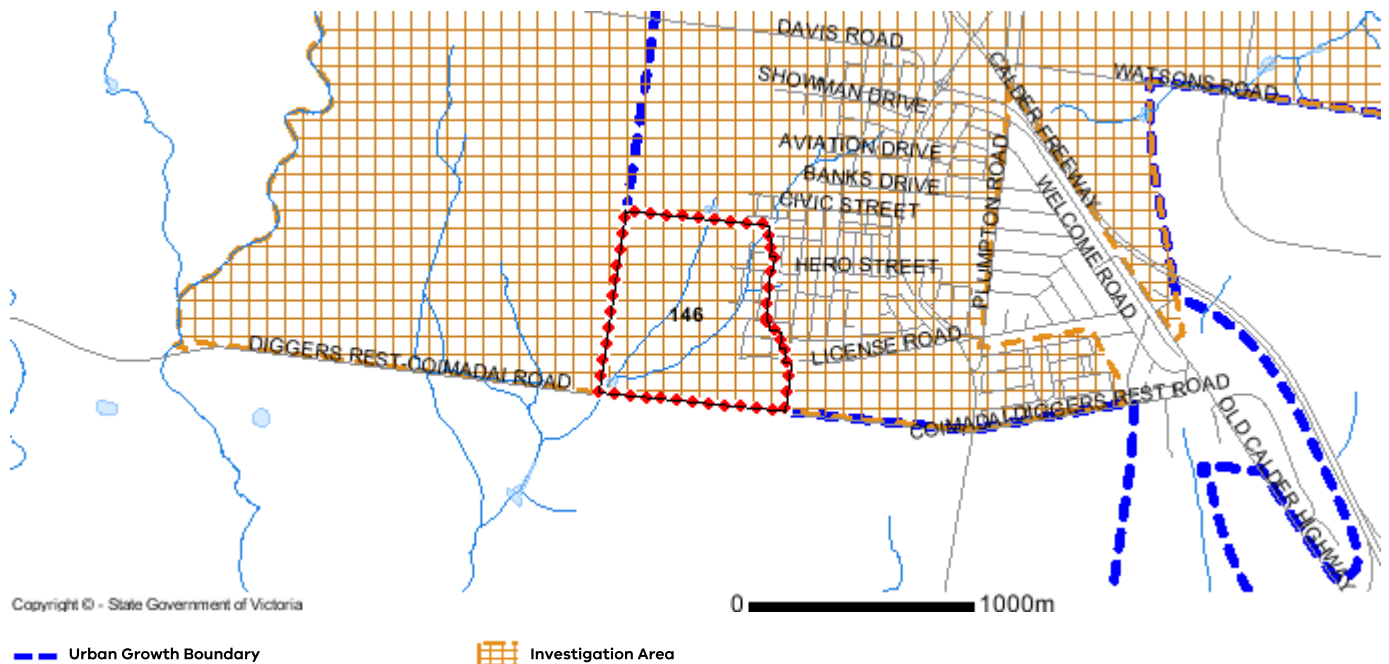 DAVIS ROAD
SHOWMAN DRIVE
CALDER FREEWAY
WATSONS ROAD
AVIATION DRIVE
BANKS DRIVE
CIVIC STREET
PLUMPTON ROAD
WELCOME ROAD
HERO STREET
146
LICENSE ROAD
DIGGERS REST-COIMADAI ROAD
COIMADAI DIGGERS REST ROAD
OLD CALDER HIGHWAY
Copyright © - State Government of Victoria
0 1000m
Urban Growth Boundary
Investigation Area